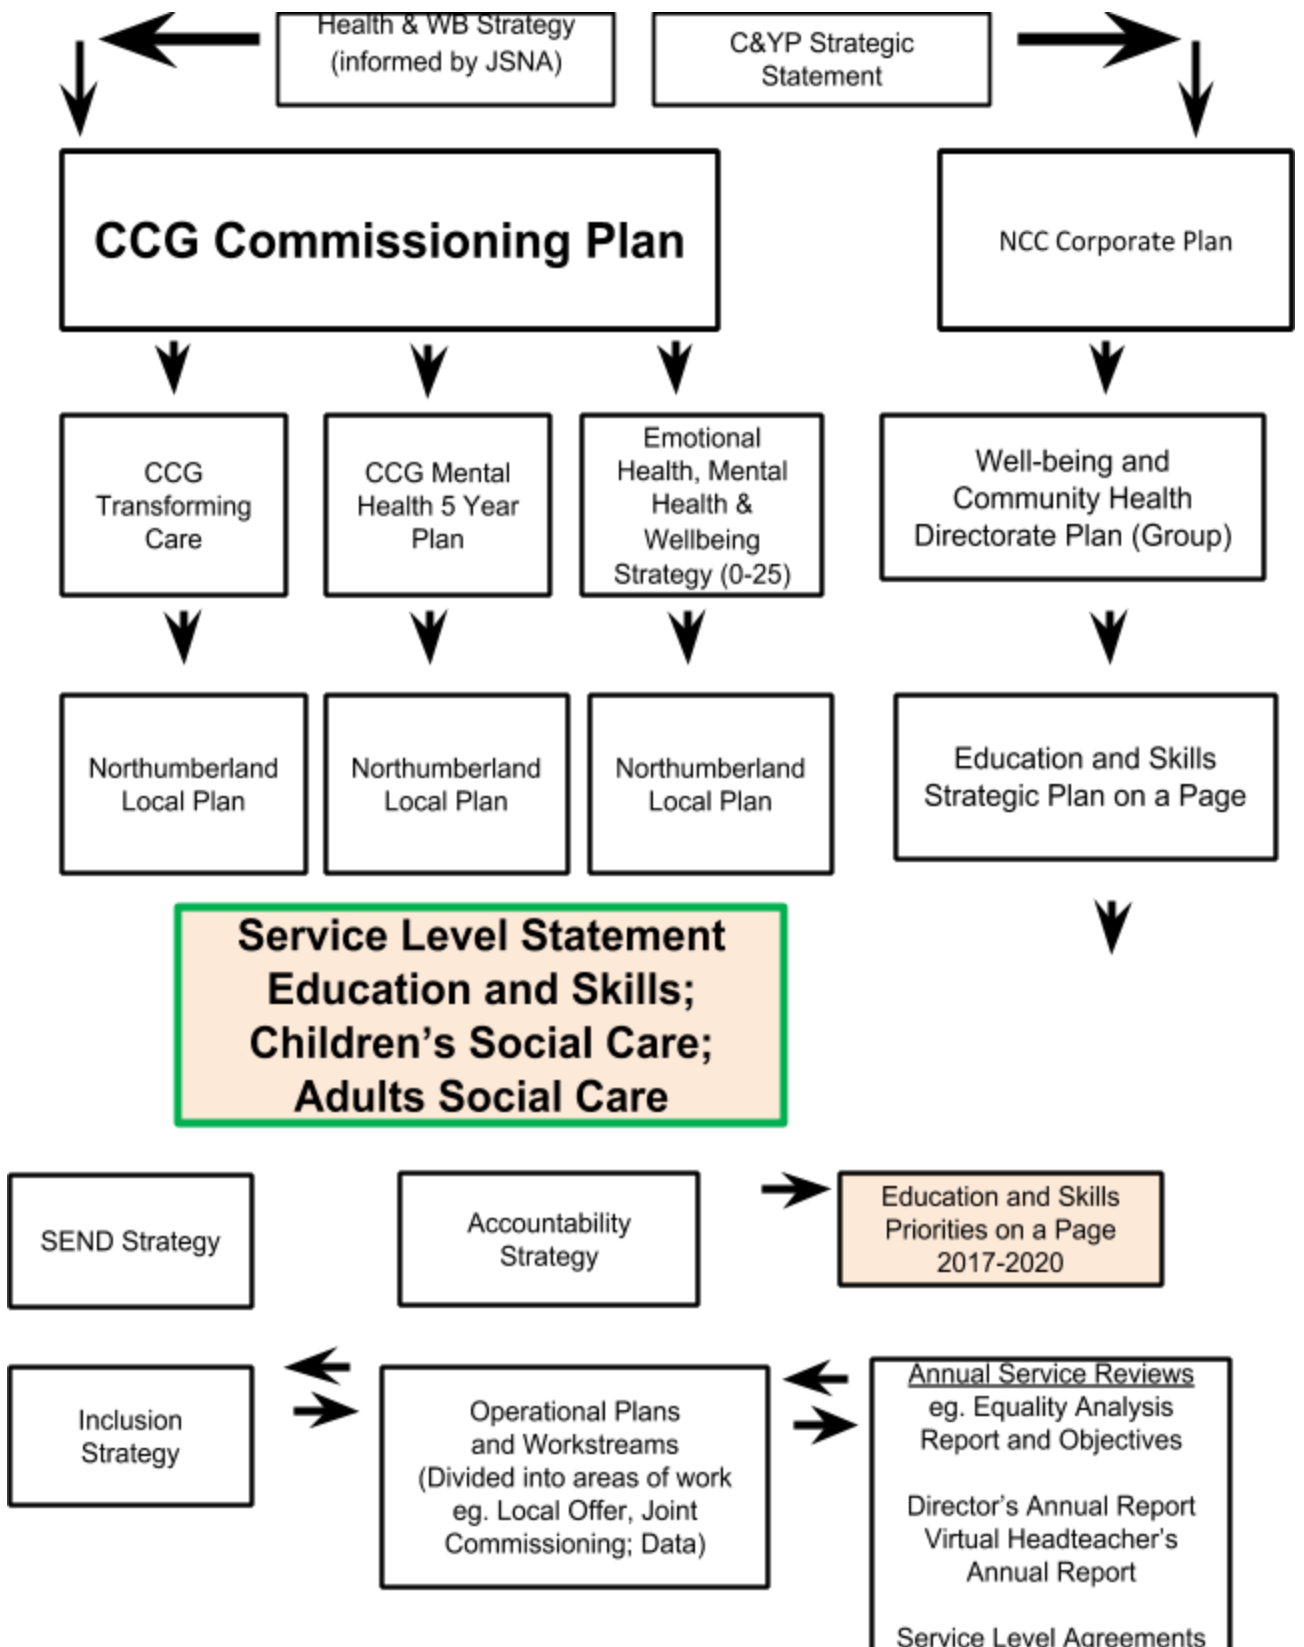 Health & WB Strategy
(informed by JSNA)
C&YP Strategic
Statement
CCG Commissioning Plan
NCC Corporate Plan
CCG
Transforming
Care
CCG Mental
Health 5 Year
Plan
Emotional
Health, Mental
Health &
Wellbeing
Strategy (0-25)
Well-being and
Community Health
Directorate Plan (Group)
Northumberland
Local Plan
Northumberland
Local Plan
Northumberland
Local Plan
Education and Skills
Strategic Plan on a Page
Service Level Statement
Education and Skills;
Children’s Social Care;
Adults Social Care
SEND Strategy
Accountability
Strategy
Education and Skills
Priorities on a Page
2017-2020
Inclusion
Strategy
Operational Plans
and Workstreams
(Divided into areas of work
eg. Local Offer, Joint
Commissioning; Data)
Annual Service Reviews
eg. Equality Analysis
Report and Objectives
Director’s Annual Report
Virtual Headteacher’s
Annual Report
Service Level Agreements